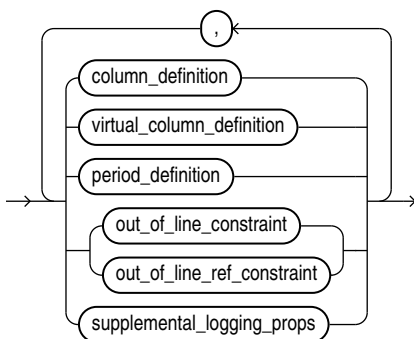 ,
column_definition
virtual_column_definition
period_definition
out_of_line_constraint
out_of_line_ref_constraint
supplemental_logging_props